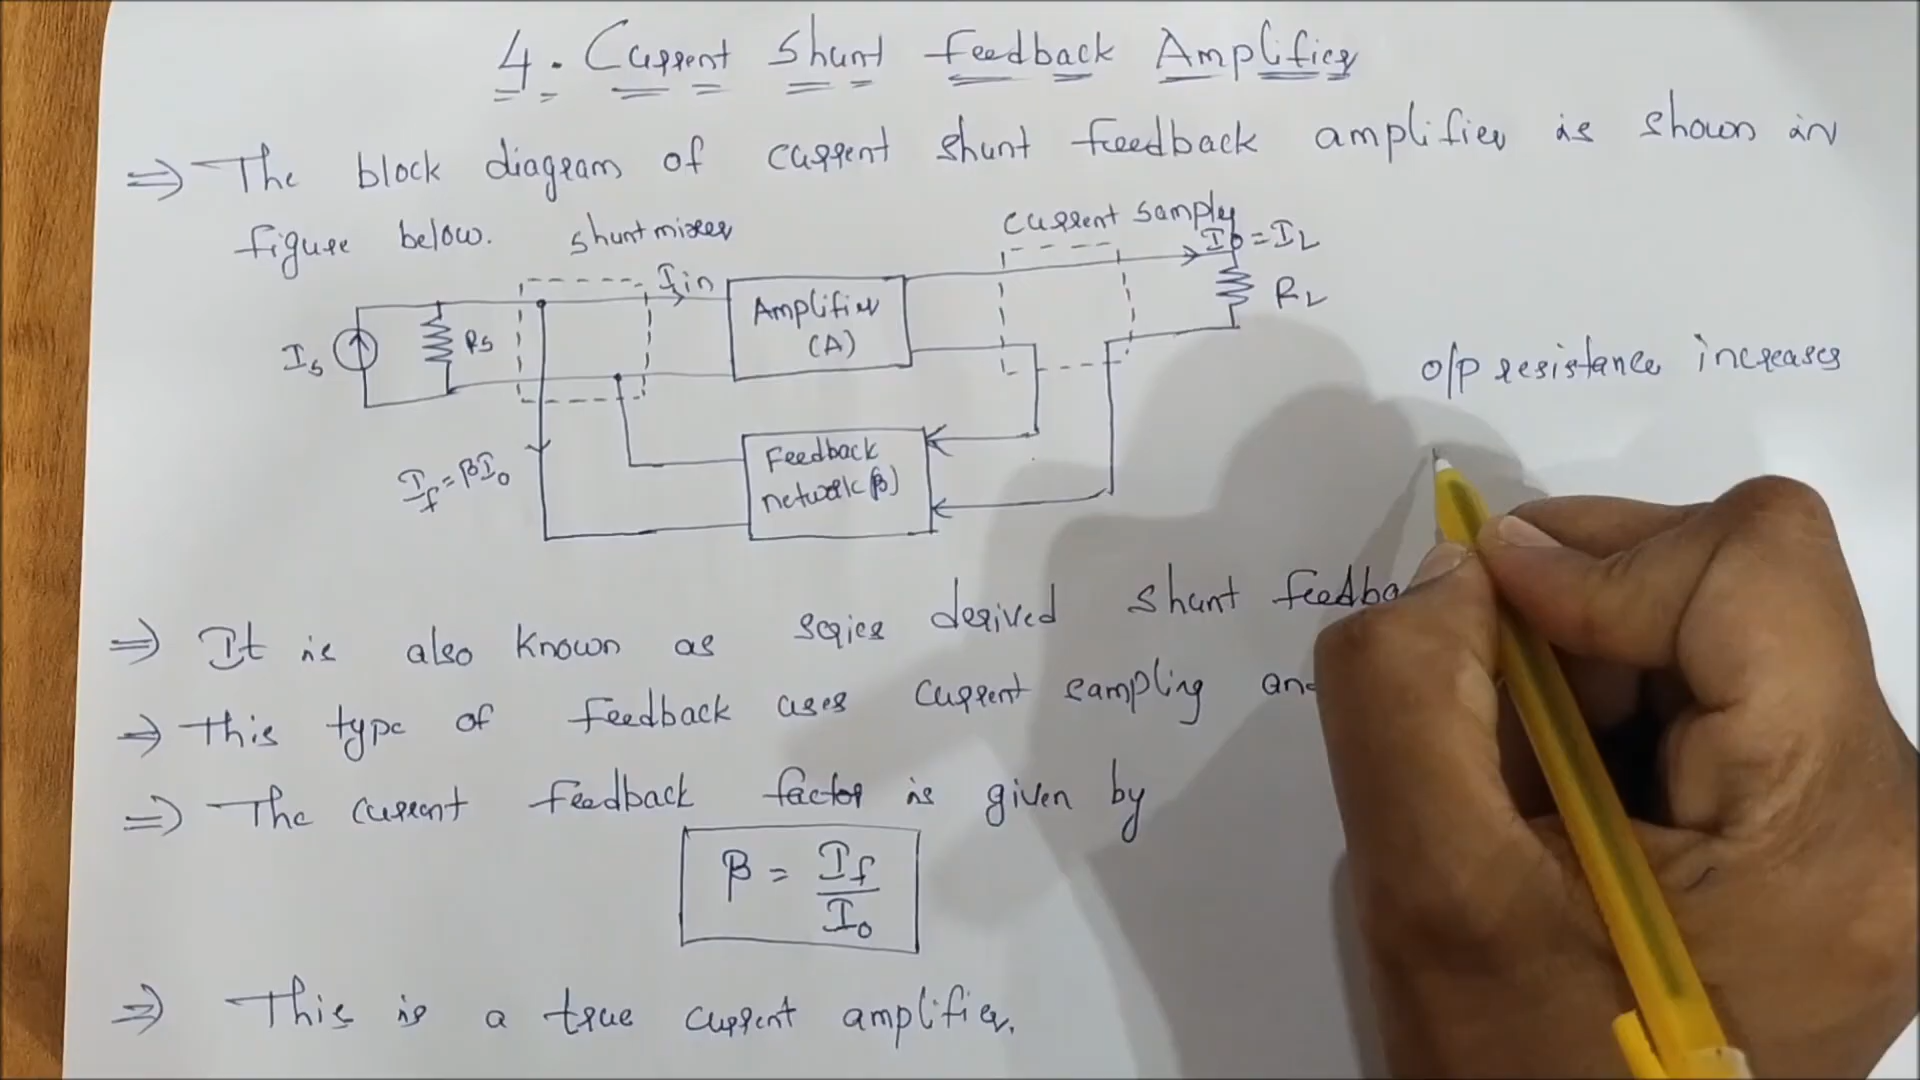 4. Current Shunt Feedback Amplifier
⇒ The block diagram of current shunt feedback amplifier is shown in
figure below.
shunt mixer
current sampler
Iin
Io = IL
Amplifier
(A)
RL
Is
Rs
o/p resistance increases
If = βIo
Feedback
network(β)
⇒ It is also known as series derived shunt feedba
⇒ This type of feedback uses current sampling and
⇒ The current feedback factor is given by
β = If/Io
⇒ This is a true current amplifier.